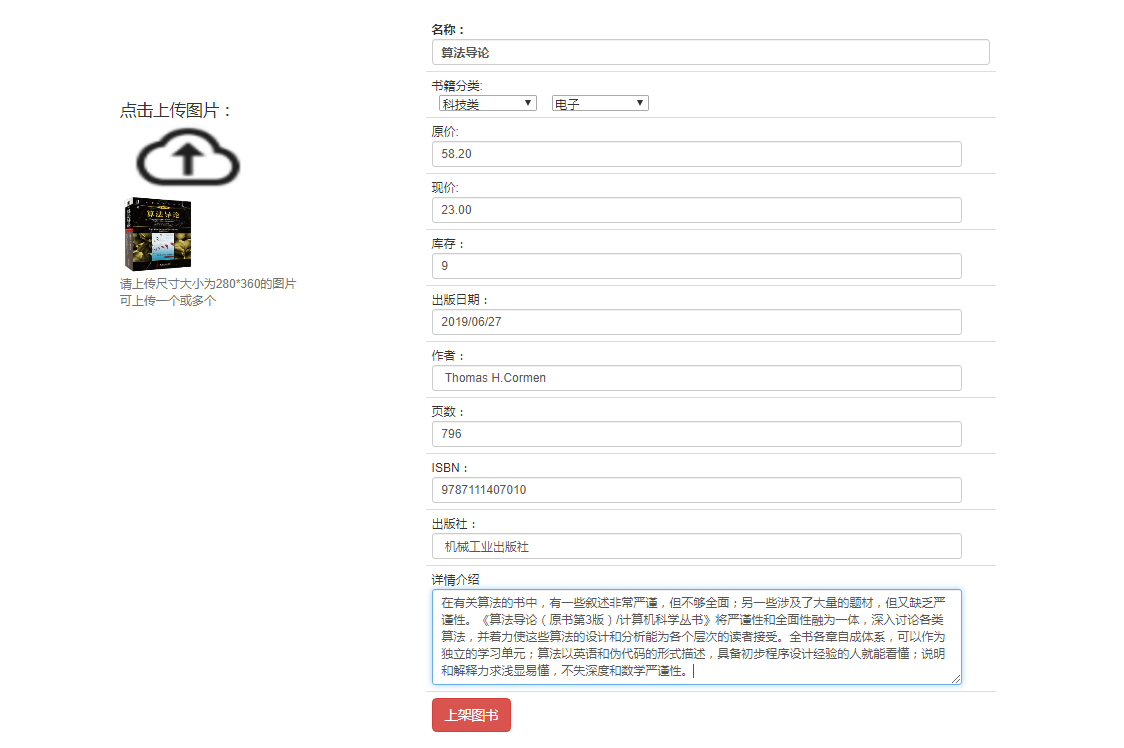 名称：
算法导论
书籍分类:
科技类
电子
原价:
58.20
现价:
23.00
库存：
9
出版日期：
2019/06/27
作者：
Thomas H.Cormen
页数：
796
ISBN：
9787111407010
出版社：
机械工业出版社
详情介绍
在有关算法的书中，有一些叙述非常严谨，但不够全面；另一些涉及了大量的题材，但又缺乏严
谨性。《算法导论（原书第3版）/计算机科学丛书》将严谨性和全面性融为一体，深入讨论各类
算法，并着力使这些算法的设计和分析能为各个层次的读者接受。全书各章自成体系，可以作为
独立的学习单元；算法以英语和伪代码的形式描述，具备初步程序设计经验的人就能看懂；说明
和解释力求浅显易懂，不失深度和数学严谨性。
上架图书
点击上传图片：
算法导论
请上传尺寸大小为280*360的图片
可上传一个或多个